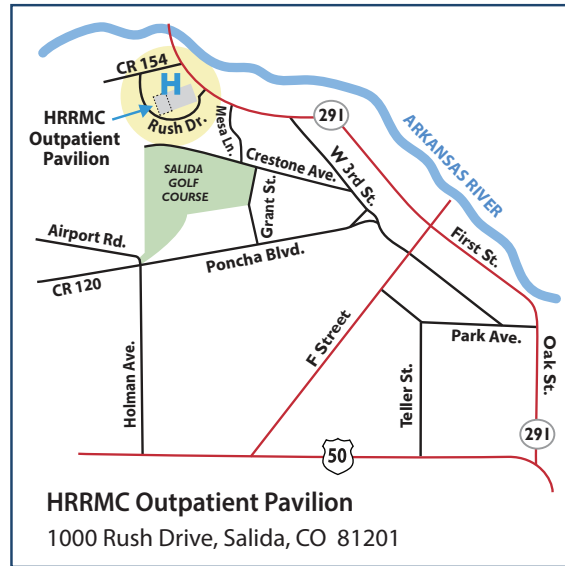 CR 154
H
HRRMC
Outpatient
Pavilion
Rush Dr.
Mesa Ln.
291
ARKANSAS RIVER
SALIDA
GOLF
COURSE
Crestone Ave.
W 3rd St.
Grant St.
Airport Rd.
Poncha Blvd.
First St.
CR 120
F Street
Park Ave.
Oak St.
Holman Ave.
Teller St.
291
50
HRRMC Outpatient Pavilion
1000 Rush Drive, Salida, CO 81201